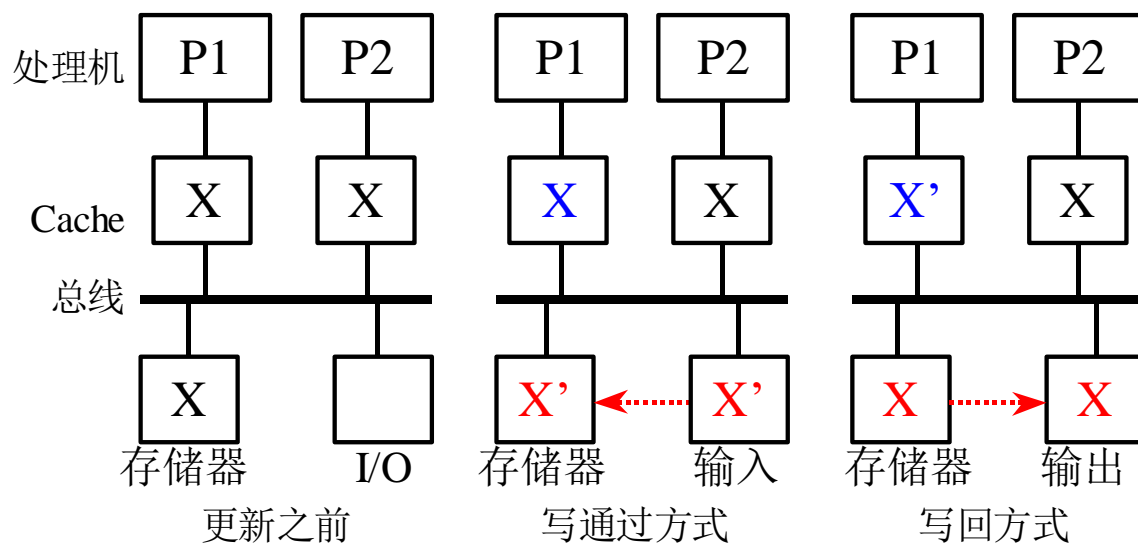 处理机 P1 P2 P1 P2 P1 P2
Cache X X X X X’ X
总线
X X’ X’ X X
存储器 I/O 存储器 输入 存储器 输出
更新之前 写通过方式 写回方式